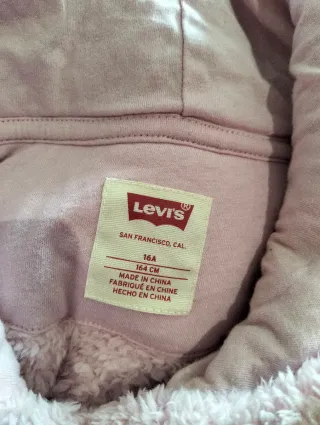 Levi's®
SAN FRANCISCO, CAL.
16A
164 CM
MADE IN CHINA
FABRIQUÉ EN CHINE
HECHO EN CHINA